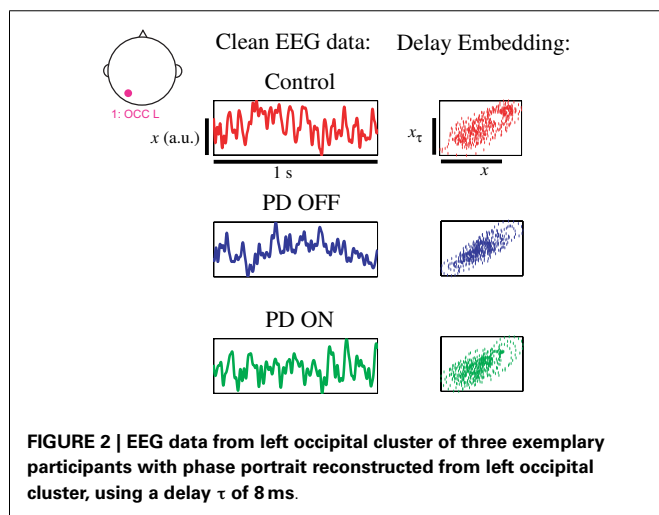 Clean EEG data: Delay Embedding:
Control
1: OCC L
x (a.u.)
xτ
1 s
x
PD OFF
PD ON
FIGURE 2 | EEG data from left occipital cluster of three exemplary
participants with phase portrait reconstructed from left occipital
cluster, using a delay τ of 8 ms.